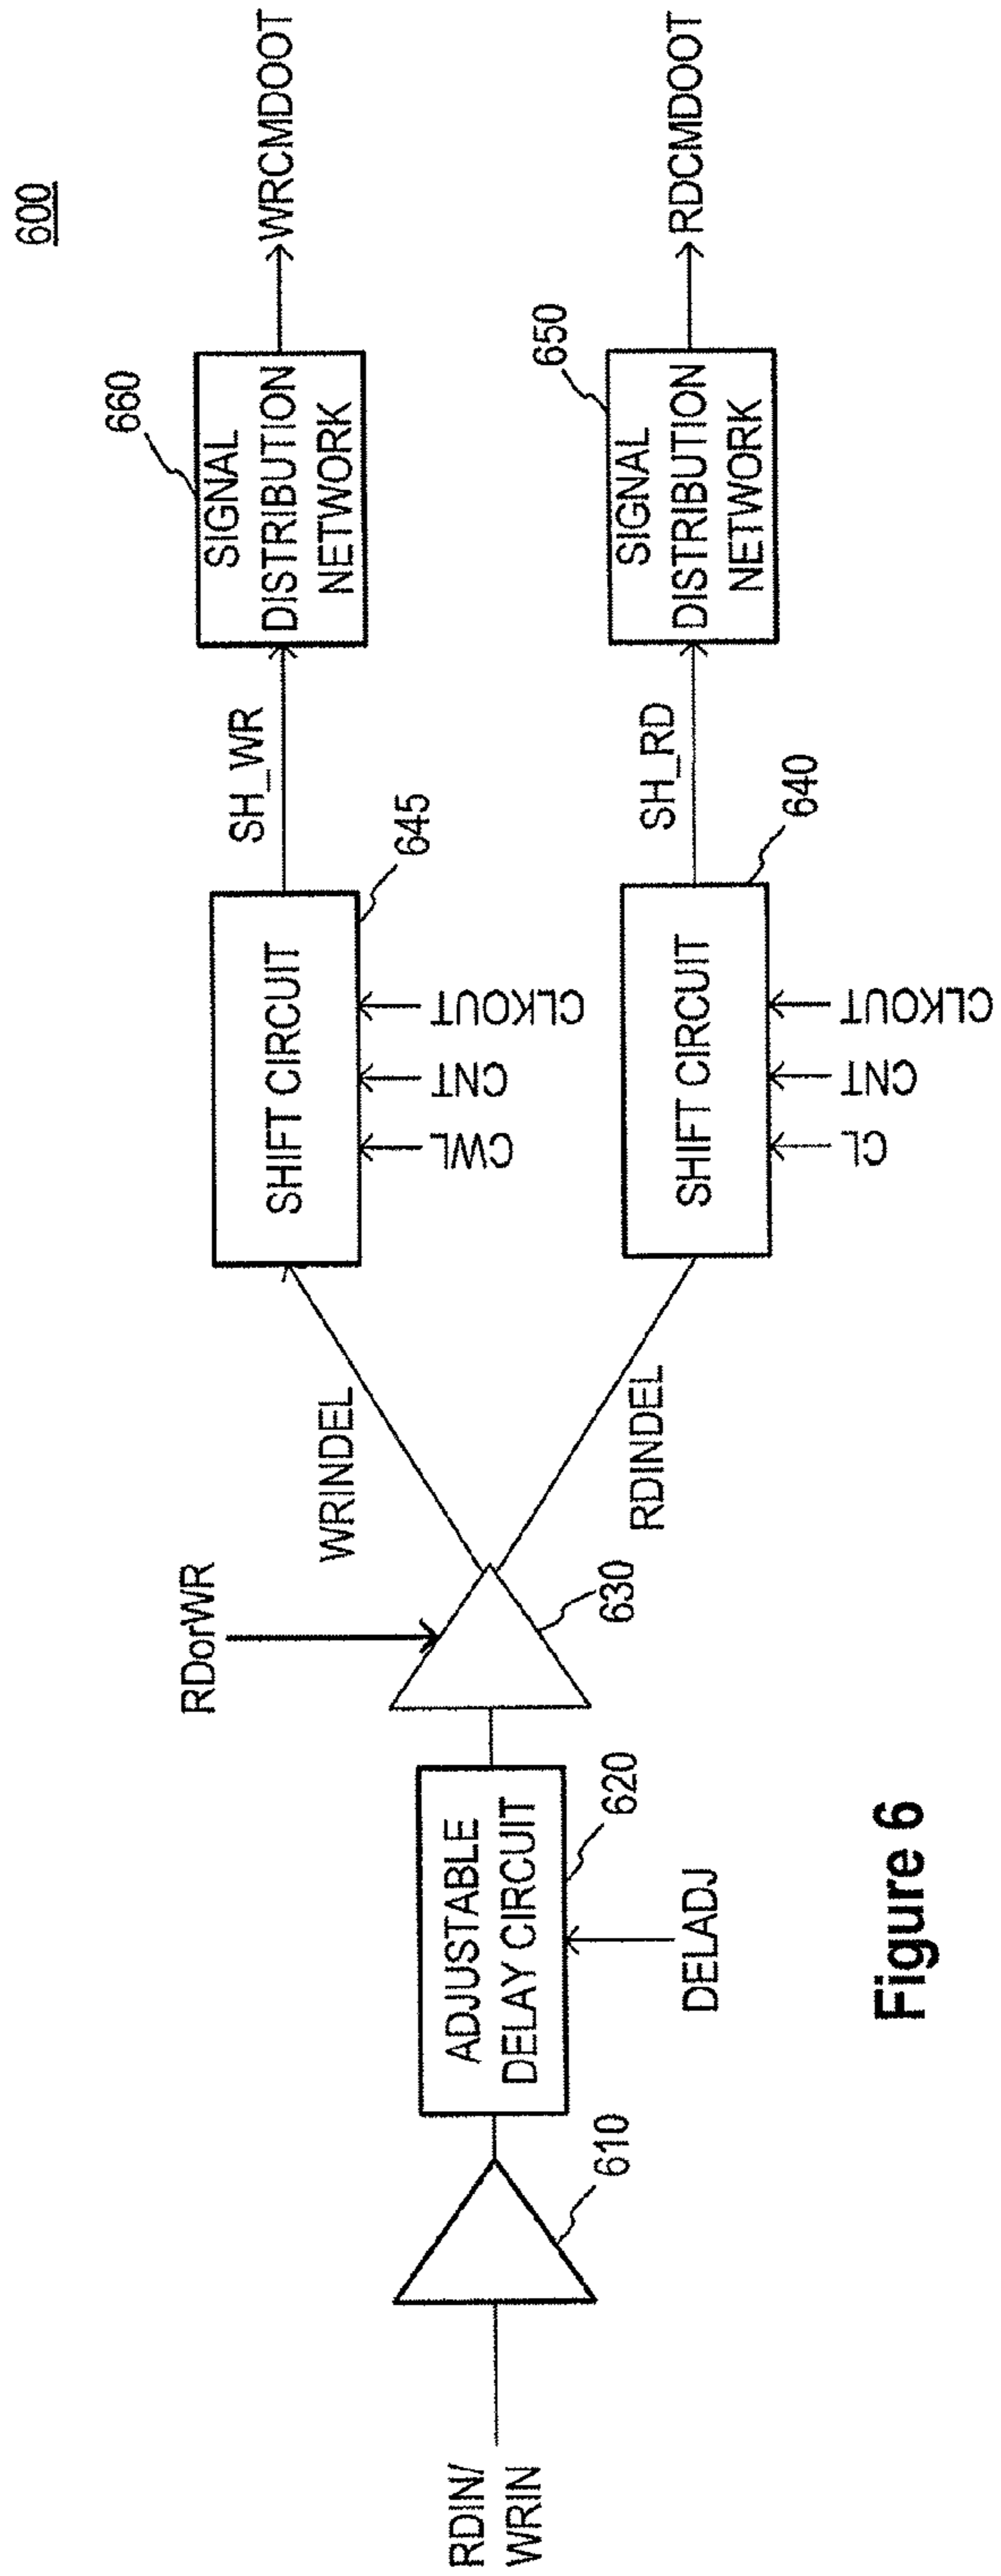 600
RDIN/
WRIN
610
ADJUSTABLE
DELAY CIRCUIT
620
DELADJ
RDorWR
630
WRINDEL
RDINDEL
SHIFT CIRCUIT
645
CWL
CNT
CLKOUT
SH_WR
660
SIGNAL
DISTRIBUTION
NETWORK
WRCMDOOT
SHIFT CIRCUIT
640
CL
CNT
CLKOUT
SH_RD
650
SIGNAL
DISTRIBUTION
NETWORK
RDCMDOOT
Figure 6